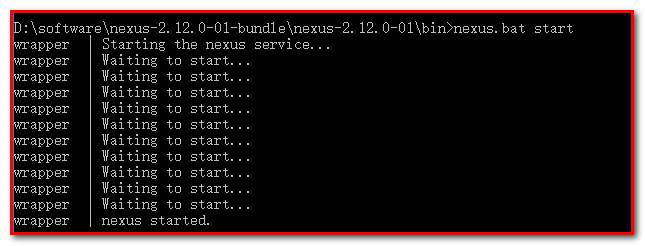 D:\software\nexus-2.12.0-01-bundle\nexus-2.12.0-01\bin>nexus.bat start
wrapper | Starting the nexus service...
wrapper | Waiting to start...
wrapper | Waiting to start...
wrapper | Waiting to start...
wrapper | Waiting to start...
wrapper | Waiting to start...
wrapper | Waiting to start...
wrapper | Waiting to start...
wrapper | Waiting to start...
wrapper | Waiting to start...
wrapper | Waiting to start...
wrapper | nexus started.